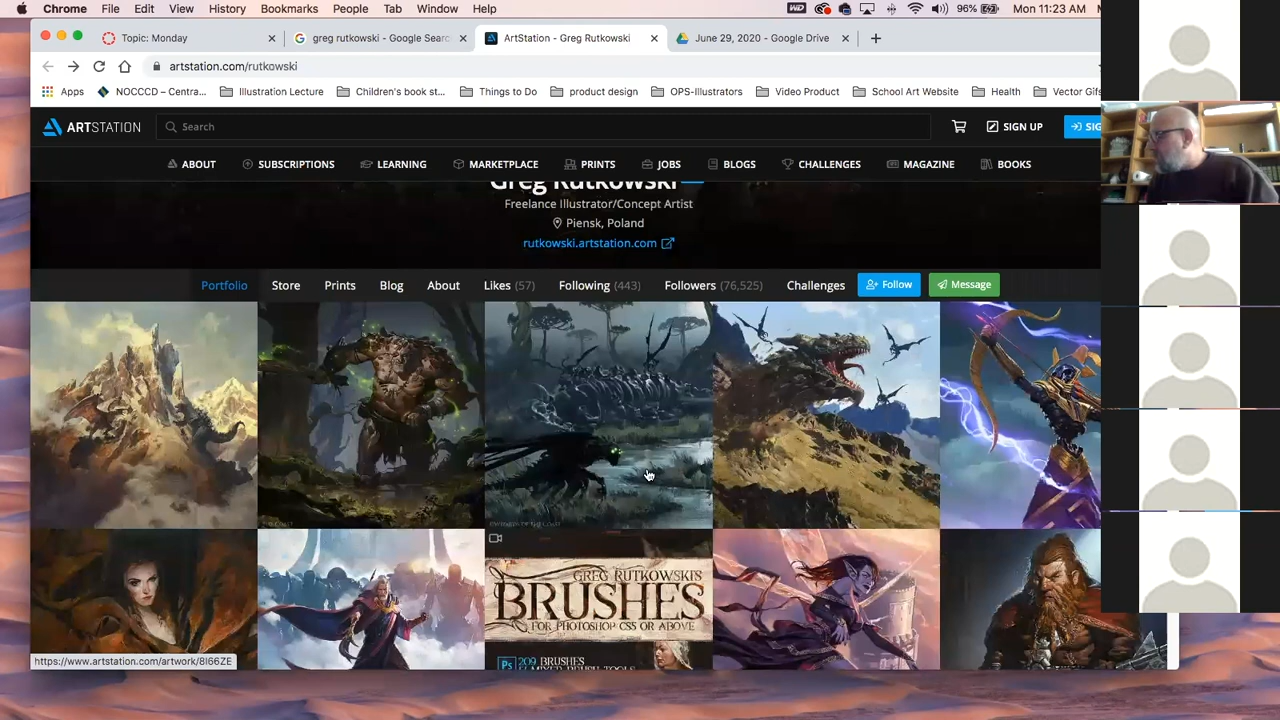 Chrome File Edit View History Bookmarks People Tab Window Help 96% Mon 11:23 AM
Topic: Monday
greg rutkowski - Google Searc
ArtStation - Greg Rutkowski
June 29, 2020 - Google Drive
artstation.com/rutkowski
Apps NOCCCD – Centra... Illustration Lecture Children's book st... Things to Do product design OPS-Illustrators Video Product School Art Website Health Vector Gifs
ARTSTATION Search SIGN UP SIG
ABOUT SUBSCRIPTIONS LEARNING MARKETPLACE PRINTS JOBS BLOGS CHALLENGES MAGAZINE BOOKS
Greg Rutkowski
Freelance Illustrator/Concept Artist
Piensk, Poland
rutkowski.artstation.com
Portfolio Store Prints Blog About Likes (57) Following (443) Followers (76,525) Challenges Follow Message
GREG RUTKOWSKI'S
BRUSHES
FOR PHOTOSHOP CS5 OR ABOVE
Ps 209 BRUSHES
https://www.artstation.com/artwork/8l66ZE